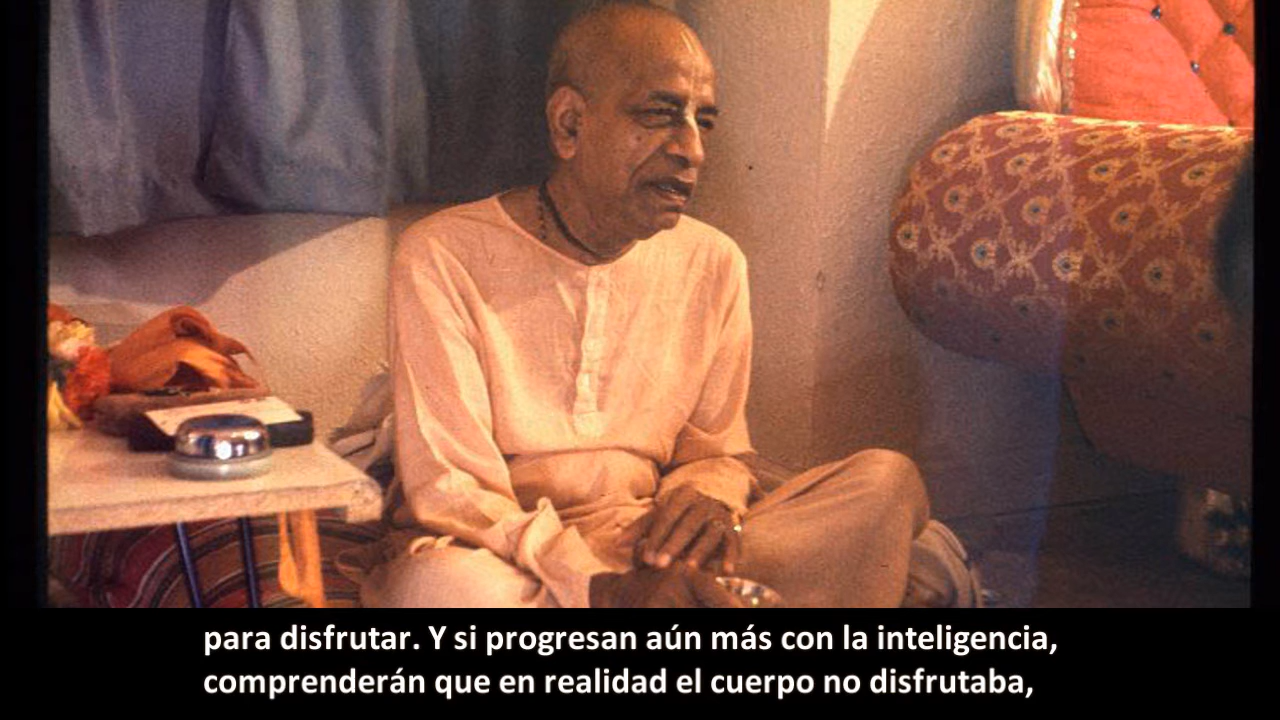 para disfrutar. Y si progresan aún más con la inteligencia,
comprenderán que en realidad el cuerpo no disfrutaba,